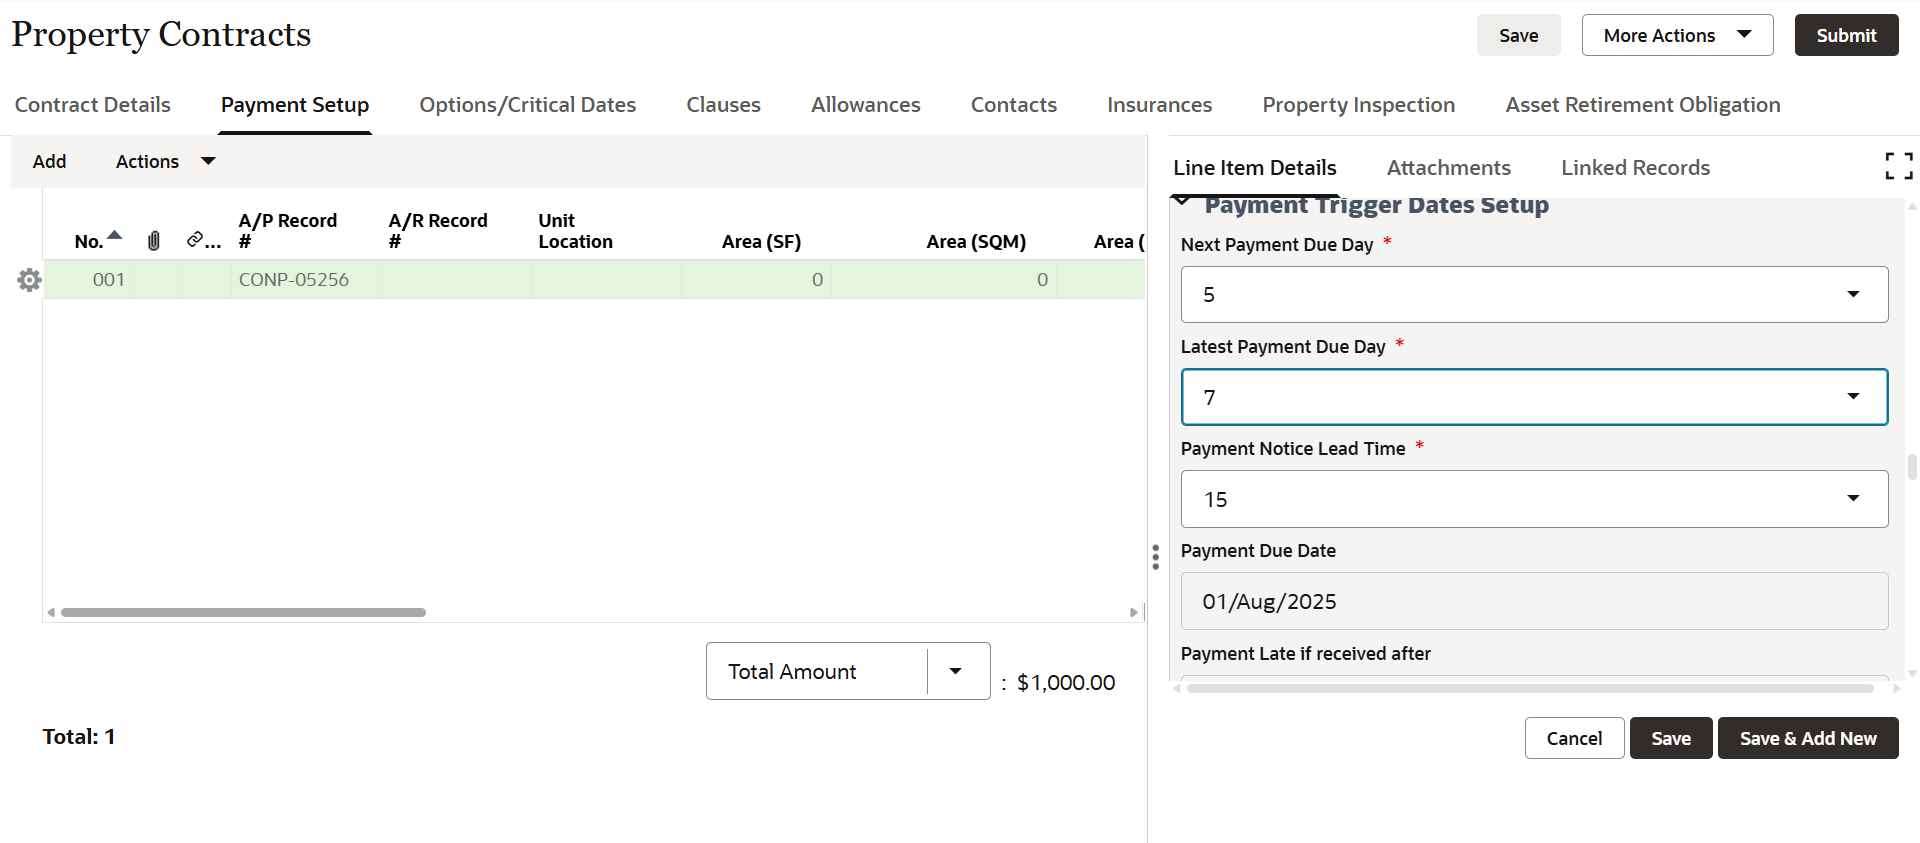 Property Contracts
Save
More Actions
Submit
Contract Details
Payment Setup
Options/Critical Dates
Clauses
Allowances
Contacts
Insurances
Property Inspection
Asset Retirement Obligation
Add
Actions
No.
...
A/P Record
#
A/R Record
#
Unit
Location
Area (SF)
Area (SQM)
Area (
001
CONP-05256
0
0
Total Amount
: $1,000.00
Total: 1
Line Item Details
Attachments
Linked Records
Payment Trigger Dates Setup
Next Payment Due Day *
5
Latest Payment Due Day *
7
Payment Notice Lead Time *
15
Payment Due Date
01/Aug/2025
Payment Late if received after
Cancel
Save
Save & Add New